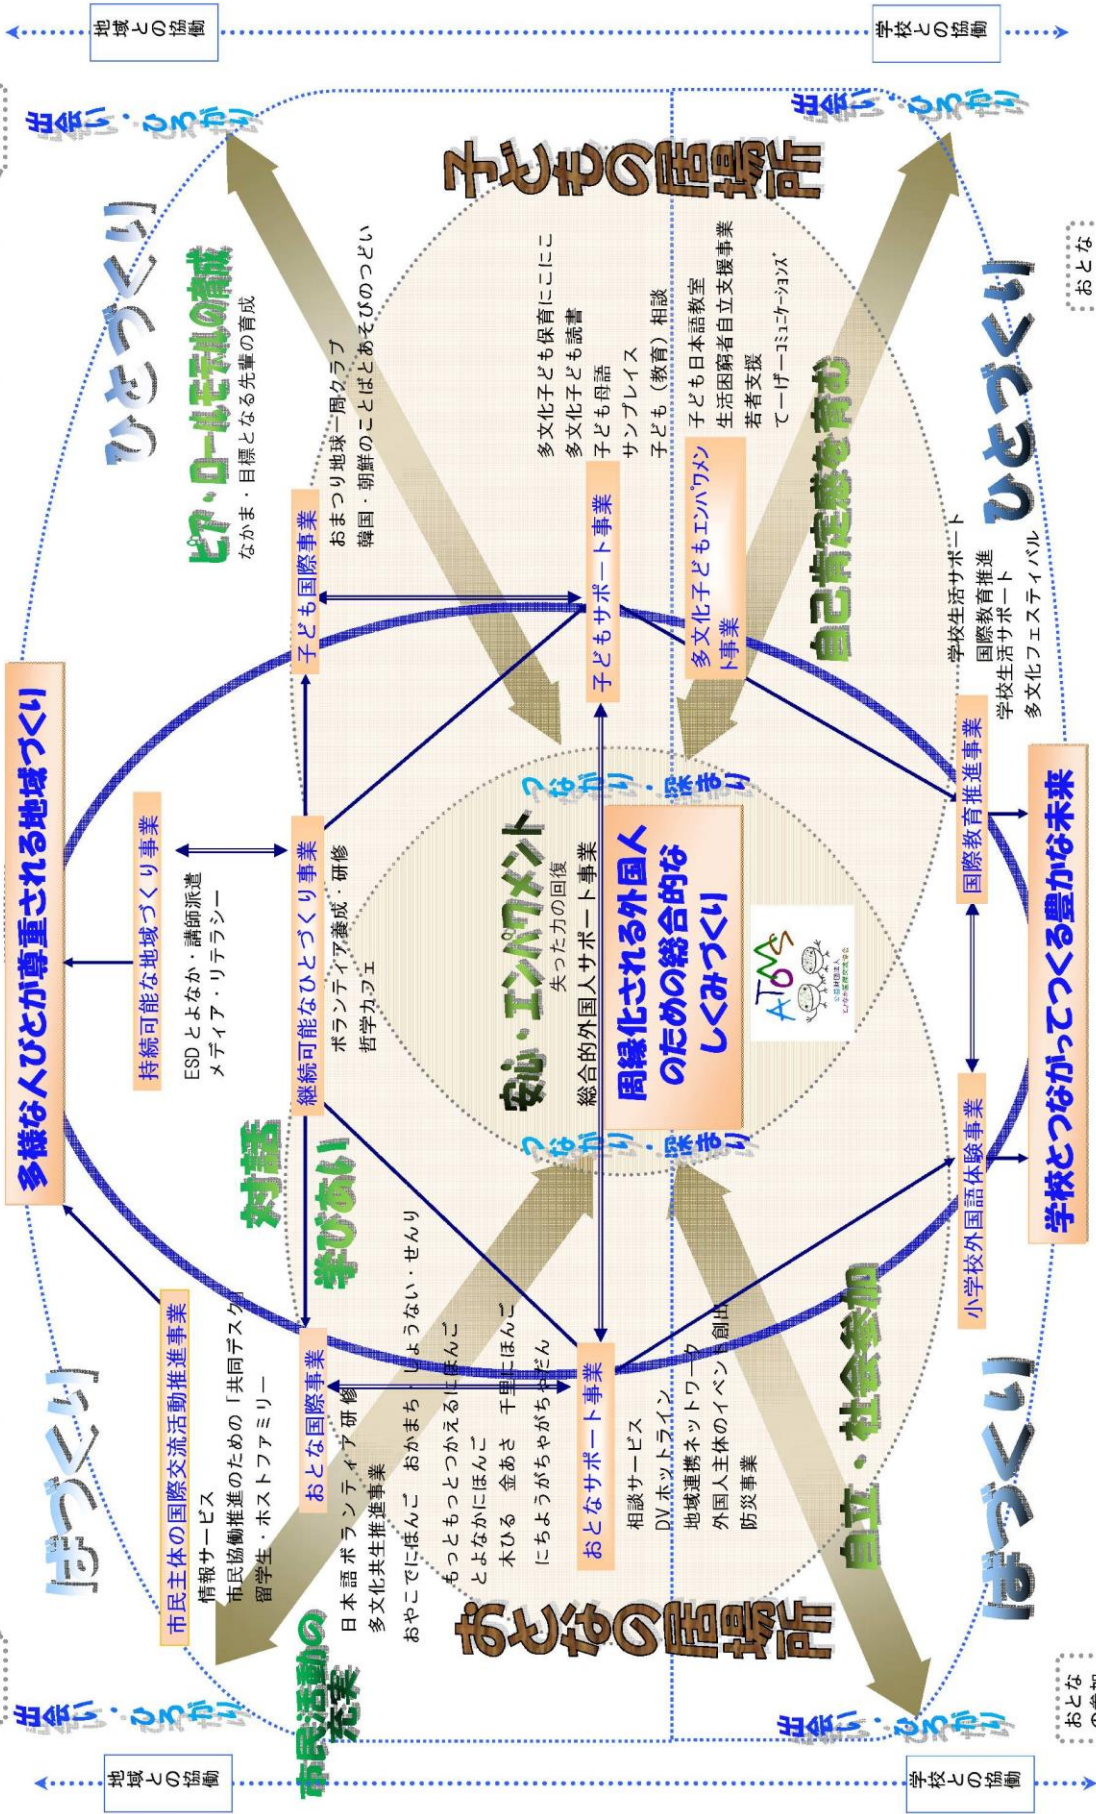 地域との協働
地域との協働
出会い・ひろがり
出会い・ひろがり
ばづくり
多様な人びとが尊重される地域づくり
ひとづくり
市民主体の国際交流活動推進事業
情報サービス
市民協働推進のための「共同デスク」
留学生・ホストファミリー
持続可能な地域づくり事業
ESDとよなか・講師派遣
メディア・リテラシー
ピア・ロールモデルの育成
なかま・目標となる先輩の育成
対話
学びあい
市民活動の
充実
おとな国際事業
日本語ボランティア研修
多文化共生推進事業
おやこでにほんご　おかまち・しょうない・せんり
もっともっとつかえるにほんご
とよなかにほんご
木ひる　金あさ　千里にほんご
にちようがちゃがちゃだん
継続可能なひとづくり事業
ボランティア養成・研修
哲学カフェ
子ども国際事業
おまつり地球一周クラブ
韓国・朝鮮のことばとあそびのつどい
おとなの居場所
子どもの居場所
安心・エンパワメント
失った力の回復
総合的外国人サポート事業
つながり・深まり
つながり・深まり
周縁化される外国人
のための総合的な
しくみづくり
ATOMS
公益財団法人
とよなか国際交流協会
おとなサポート事業
相談サービス
DVホットライン
地域連携ネットワーク
外国人主体のイベント創出
防災事業
子どもサポート事業
多文化子ども保育にこにこ
多文化子ども読書
子ども母語
サンプレイス
子ども（教育）相談
多文化子どもエンパワメン
ト事業
子ども日本語教室
生活困窮者自立支援事業
若者支援
てーげーコミュニケーションズ
自立・社会参加
自己肯定感を育む
小学校外国語体験事業
国際教育推進事業
学校生活サポート
国際教育推進
学校生活サポート
多文化フェスティバル
ばづくり
学校とつながってつくる豊かな未来
ひとづくり
出会い・ひろがり
出会い・ひろがり
学校との協働
学校との協働
おとな
の参加
おとな